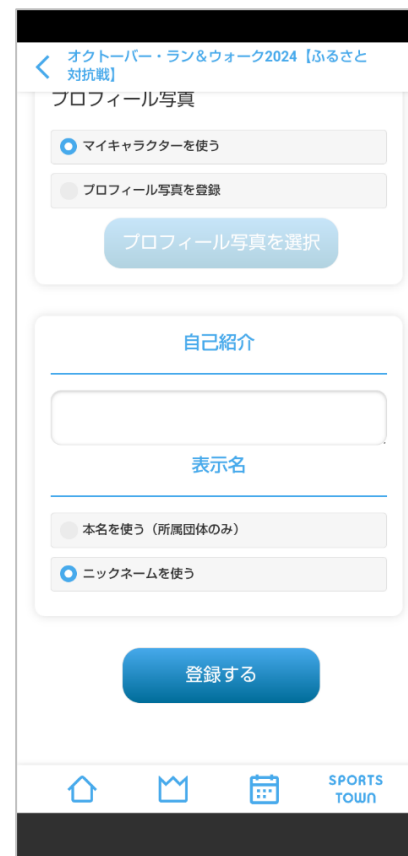 オクトーバー・ラン＆ウォーク2024【ふるさと
対抗戦】
プロフィール写真
マイキャラクターを使う
プロフィール写真を登録
プロフィール写真を選択
自己紹介
表示名
本名を使う（所属団体のみ）
ニックネームを使う
登録する
SPORTS
TOWN